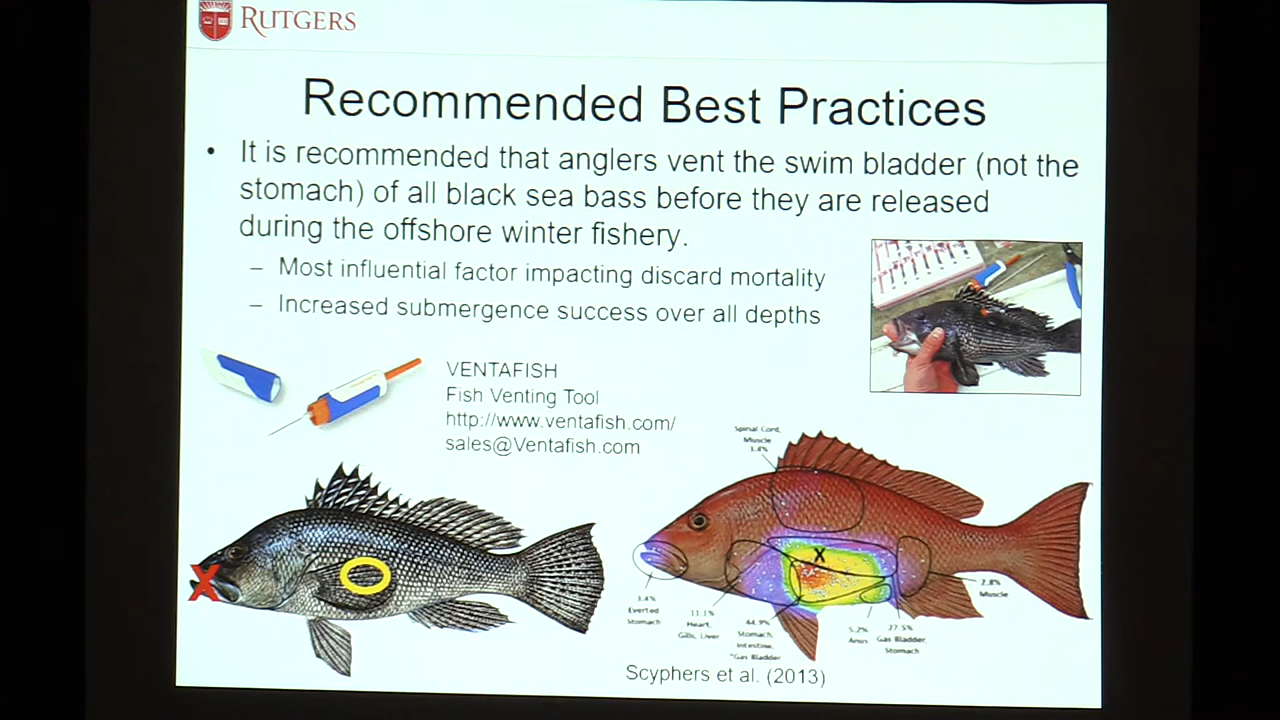 RUTGERS
Recommended Best Practices
• It is recommended that anglers vent the swim bladder (not the
stomach) of all black sea bass before they are released
during the offshore winter fishery.
– Most influential factor impacting discard mortality
– Increased submergence success over all depths
VENTAFISH
Fish Venting Tool
http://www.ventafish.com/
sales@Ventafish.com
Spinal Cord,
Muscle
3.4%
X
X
3.4%
Everted
Stomach
11.1%
Heart,
Gills, Liver
44.9%
Stomach,
Intestine,
*Gas Bladder
5.2%
Anus
27.5%
Gas Bladder,
Stomach
2.8%
Muscle
Scyphers et al. (2013)